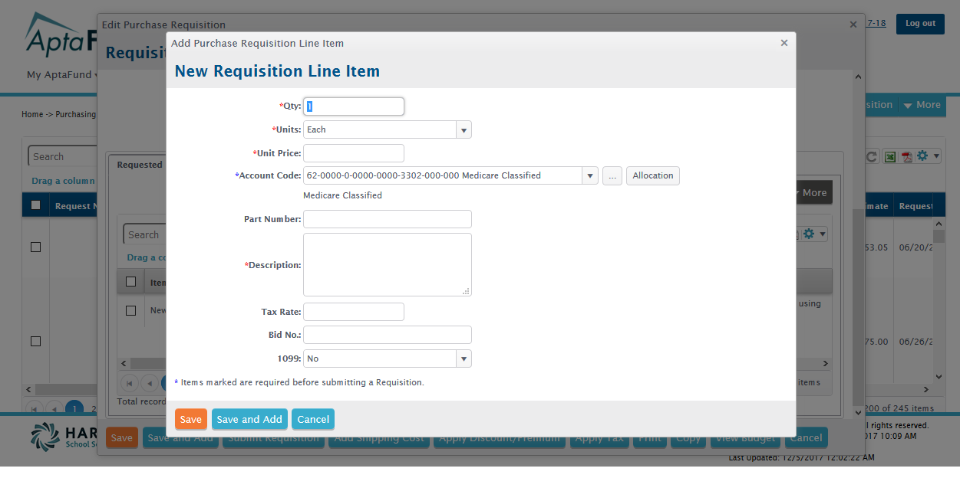 Edit Purchase Requisition
7-18
Log out
AptaF
Requisit
My AptaFund
Home -> Purchasing
sition
More
Search
Requested
Drag a column
Request N
mate
Request
Search
More
Drag a co
Item
53.05
06/20/2
New
using
75.00
06/26/2
items
Total record
1
2
200 of 245 items
HAR
School S
Save
Save and Add
Submit Requisition
Add Shipping Cost
Apply Discount/Premium
Apply Tax
Print
Copy
View Budget
Cancel
l rights reserved.
017 10:09 AM
Last Updated: 12/5/2017 12:02:22 AM
Add Purchase Requisition Line Item
New Requisition Line Item
*Qty: 1
*Units: Each
*Unit Price:
*Account Code: 62-0000-0-0000-0000-3302-000-000 Medicare Classified ... Allocation
Medicare Classified
Part Number:
*Description:
Tax Rate:
Bid No.:
1099: No
* Items marked are required before submitting a Requisition.
Save Save and Add Cancel